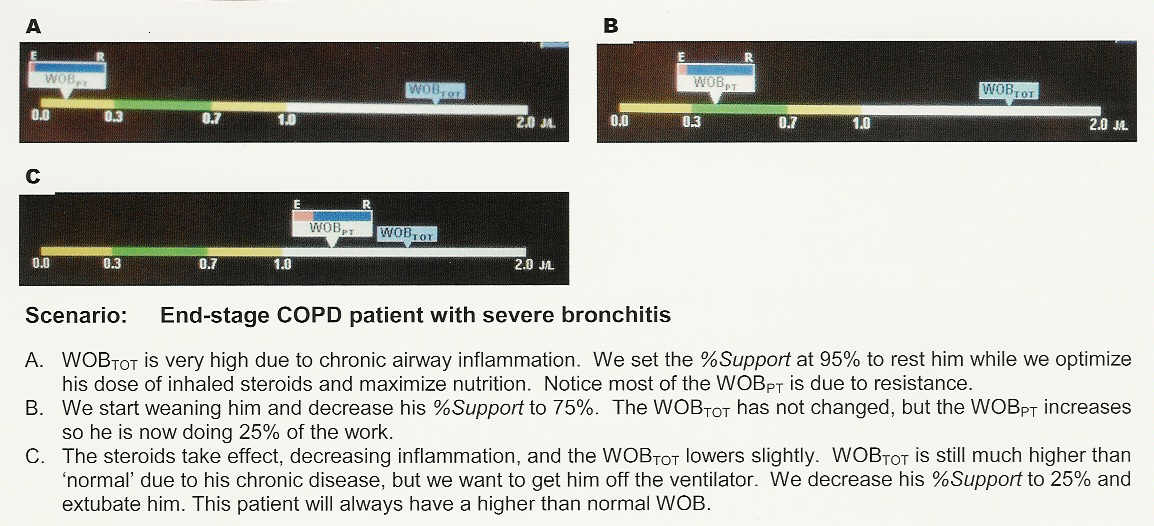 A
E R
WOBPT
WOBTOT
0.0 0.3 0.7 1.0 2.0 J/L
B
E R
WOBPT
WOBTOT
0.0 0.3 0.7 1.0 2.0 J/L
C
E R
WOBPT
WOBTOT
0.0 0.3 0.7 1.0 2.0 J/L
Scenario: End-stage COPD patient with severe bronchitis
A. WOBTOT is very high due to chronic airway inflammation. We set the %Support at 95% to rest him while we optimize
his dose of inhaled steroids and maximize nutrition. Notice most of the WOBPT is due to resistance.
B. We start weaning him and decrease his %Support to 75%. The WOBTOT has not changed, but the WOBPT increases
so he is now doing 25% of the work.
C. The steroids take effect, decreasing inflammation, and the WOBTOT lowers slightly. WOBTOT is still much higher than
‘normal’ due to his chronic disease, but we want to get him off the ventilator. We decrease his %Support to 25% and
extubate him. This patient will always have a higher than normal WOB.